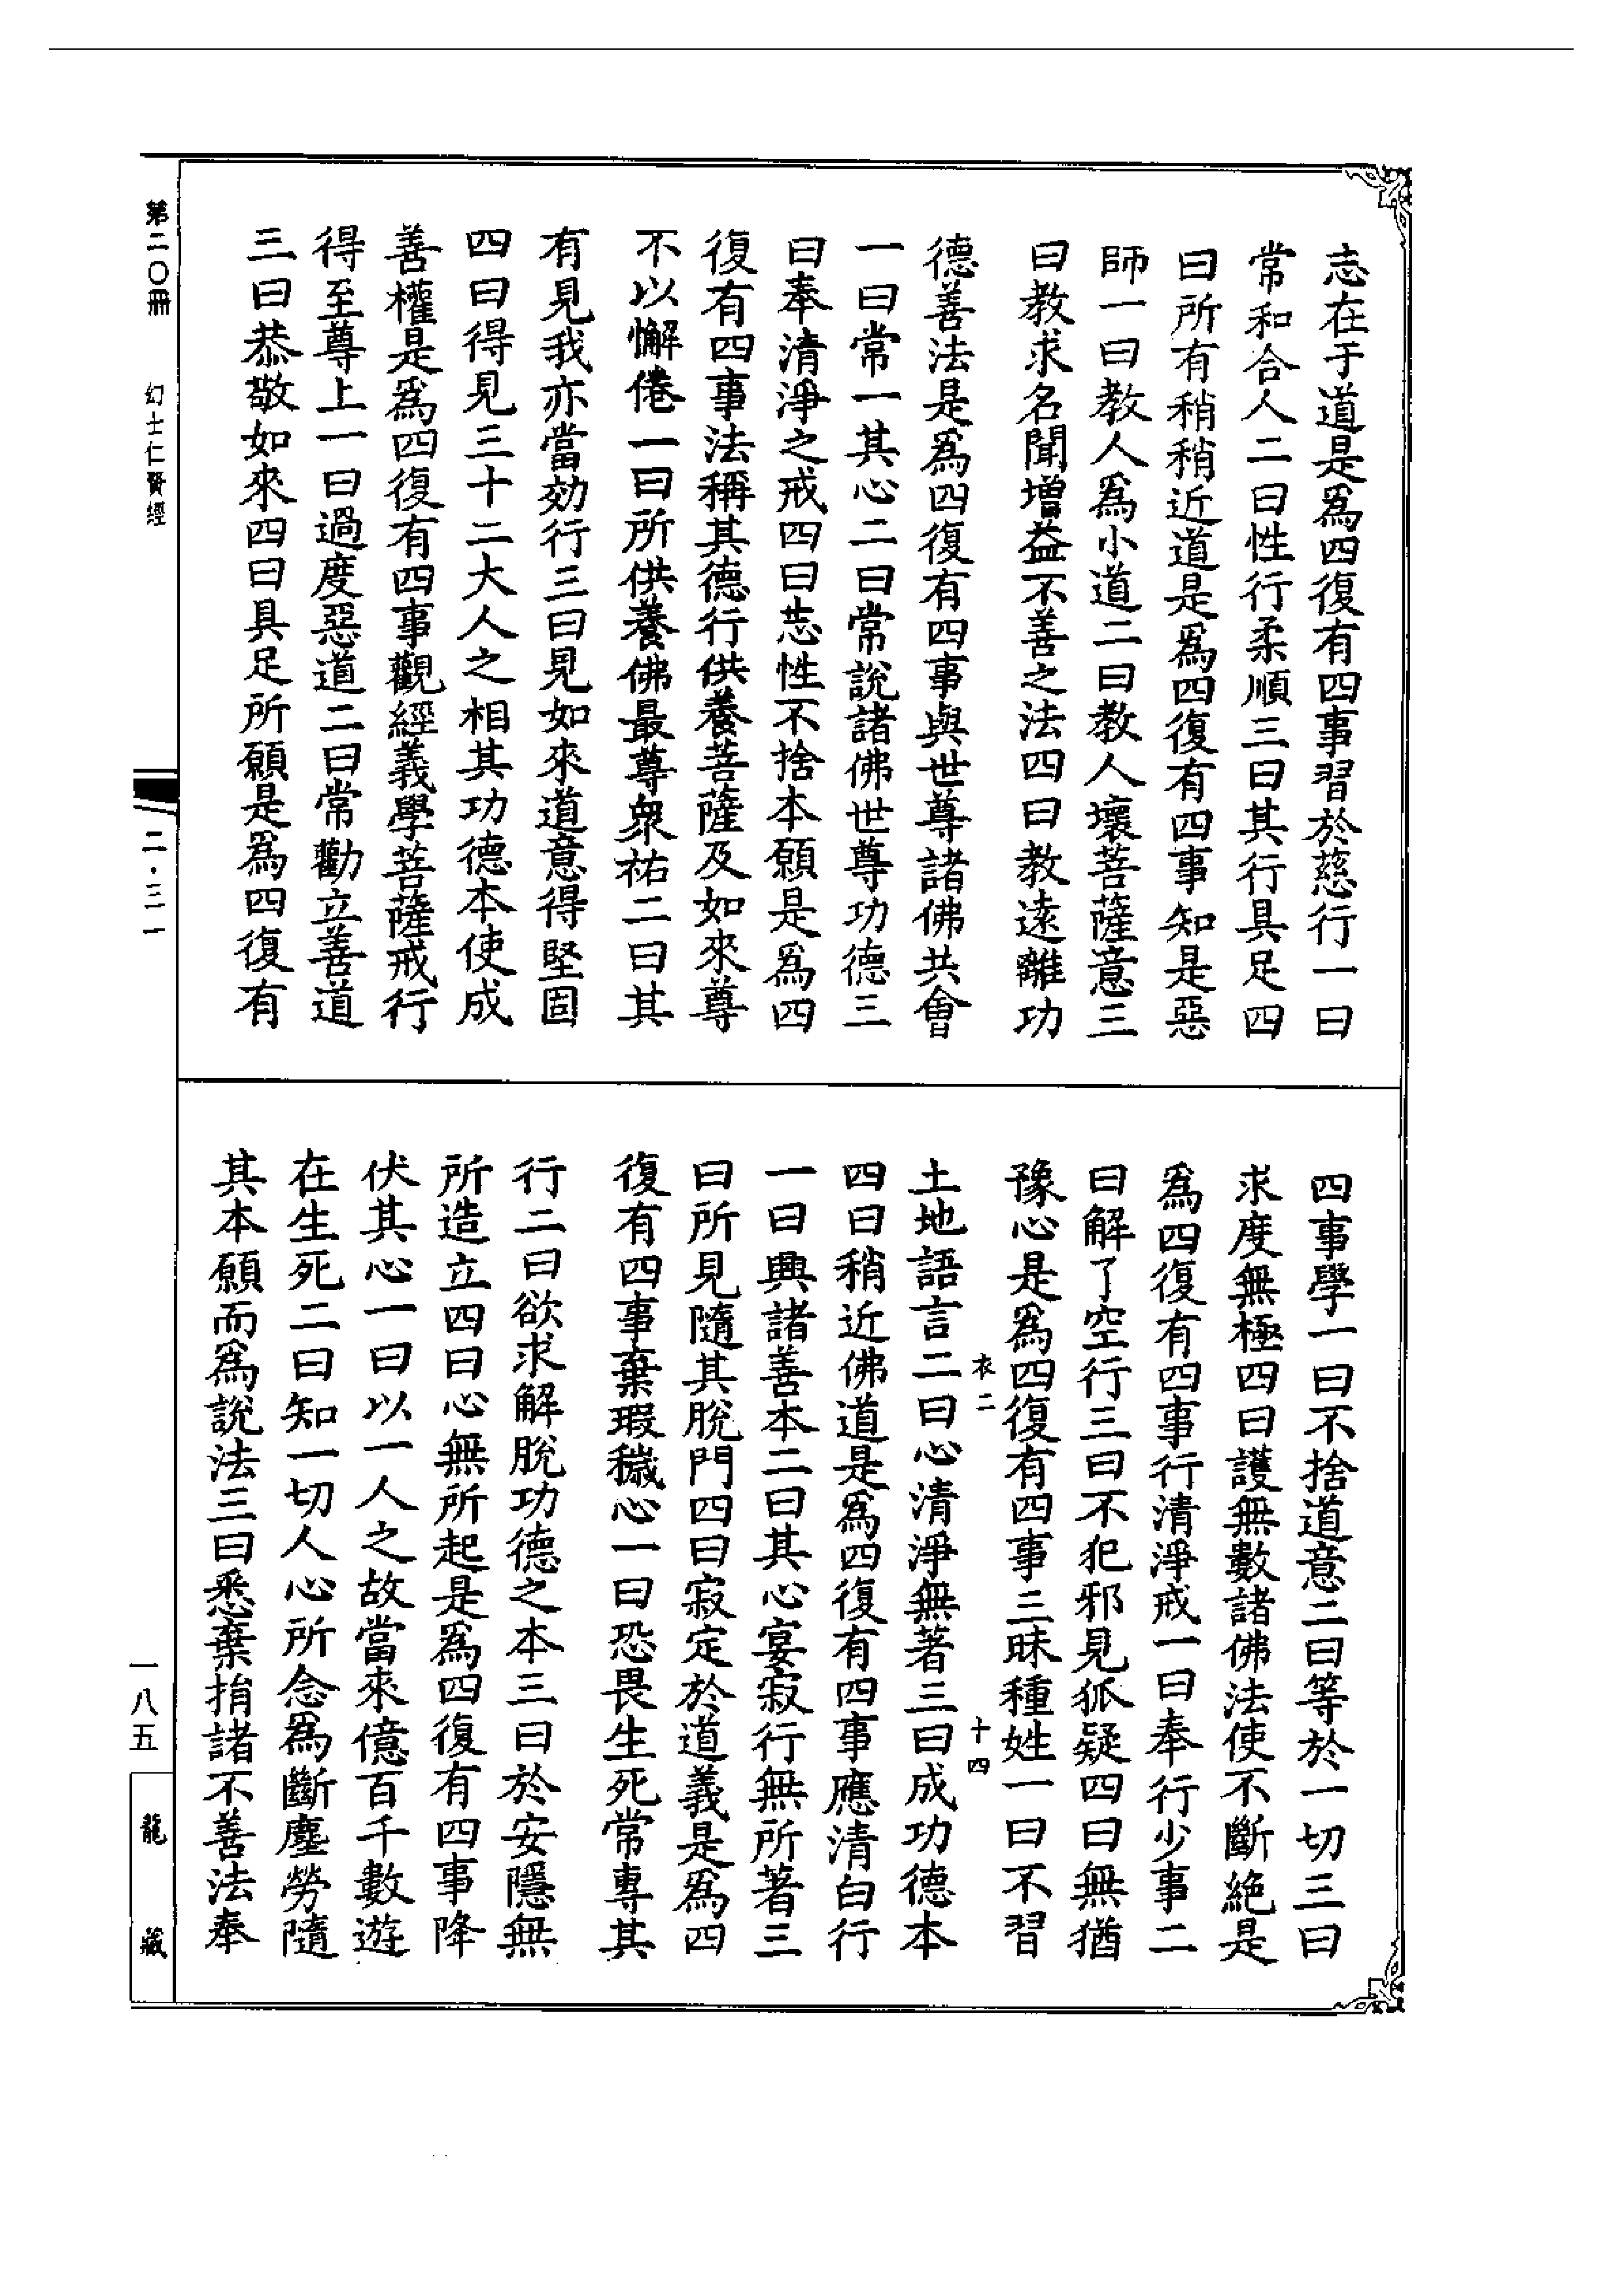 志在于道是爲四復有四事習於慈行一曰
常和合人二曰性行柔順三曰其行具足四
曰所有稍稍近道是爲四復有四事知是惡
師一曰教人爲小道二曰教人壞菩薩意三
曰教求名聞增益不善之法四曰教遠離功
德善法是爲四復有四事與世尊諸佛共會
一曰常一其心二曰常說諸佛世尊功德三
曰奉清淨之戒四曰志性不捨本願是爲四
復有四事法稱其德行供養菩薩及如來尊
不以懈倦一曰所供養佛最尊衆祐二曰其
有見我亦當効行三曰見如來道意得堅固
四曰得見三十二大人之相其功德本使成
善權是爲四復有四事觀經義學菩薩戒行
得至尊上一曰過度惡道二曰常勸立善道
三曰恭敬如來四曰具足所願是爲四復有
四事學一曰不捨道意二曰等於一切三曰
求度無極四曰護無數諸佛法使不斷絶是
爲四復有四事行清淨戒一曰奉行少事二
曰解了空行三曰不犯邪見狐疑四曰無猶
豫心是爲四復有四事三昧種姓一曰不習
衣二 十四
土地語言二曰心清淨無著三曰成功德本
四曰稍近佛道是爲四復有四事應清白行
一曰興諸善本二曰其心宴寂行無所著三
曰所見隨其脫門四曰寂定於道義是爲四
復有四事棄瑕穢心一曰恐畏生死常專其
行二曰欲求解脫功德之本三曰於安隱無
所造立四曰心無所起是爲四復有四事降
伏其心一曰以一人之故當來億百千數遊
在生死二曰知一切人心所念爲斷塵勞隨
其本願而爲說法三曰悉棄捐諸不善法奉
第二〇冊 幻士仁賢經
二·三一
一八五
龍藏